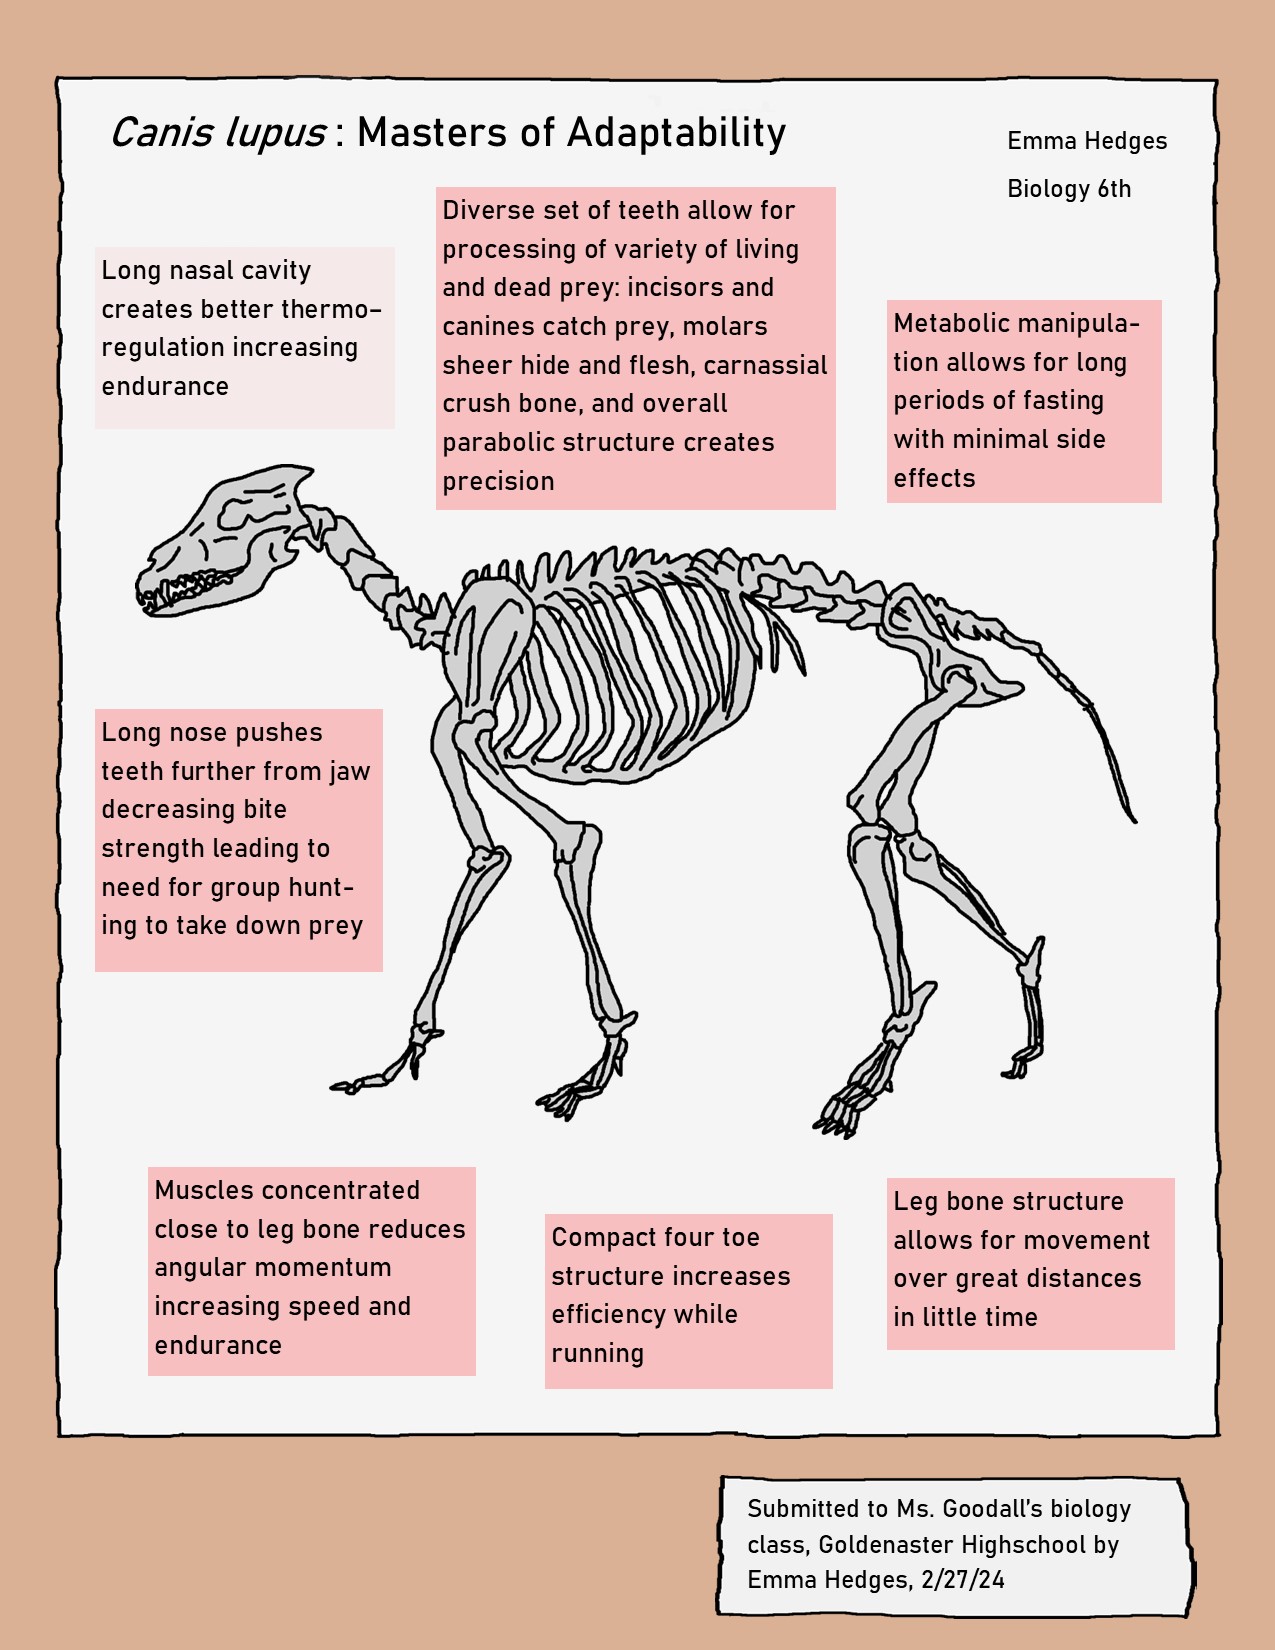 Canis lupus : Masters of Adaptability
Emma Hedges
Biology 6th
Long nasal cavity
creates better thermo-
regulation increasing
endurance
Diverse set of teeth allow for
processing of variety of living
and dead prey: incisors and
canines catch prey, molars
sheer hide and flesh, carnassial
crush bone, and overall
parabolic structure creates
precision
Metabolic manipula-
tion allows for long
periods of fasting
with minimal side
effects
Long nose pushes
teeth further from jaw
decreasing bite
strength leading to
need for group hunt-
ing to take down prey
Muscles concentrated
close to leg bone reduces
angular momentum
increasing speed and
endurance
Compact four toe
structure increases
efficiency while
running
Leg bone structure
allows for movement
over great distances
in little time
Submitted to Ms. Goodall's biology
class, Goldenaster Highschool by
Emma Hedges, 2/27/24